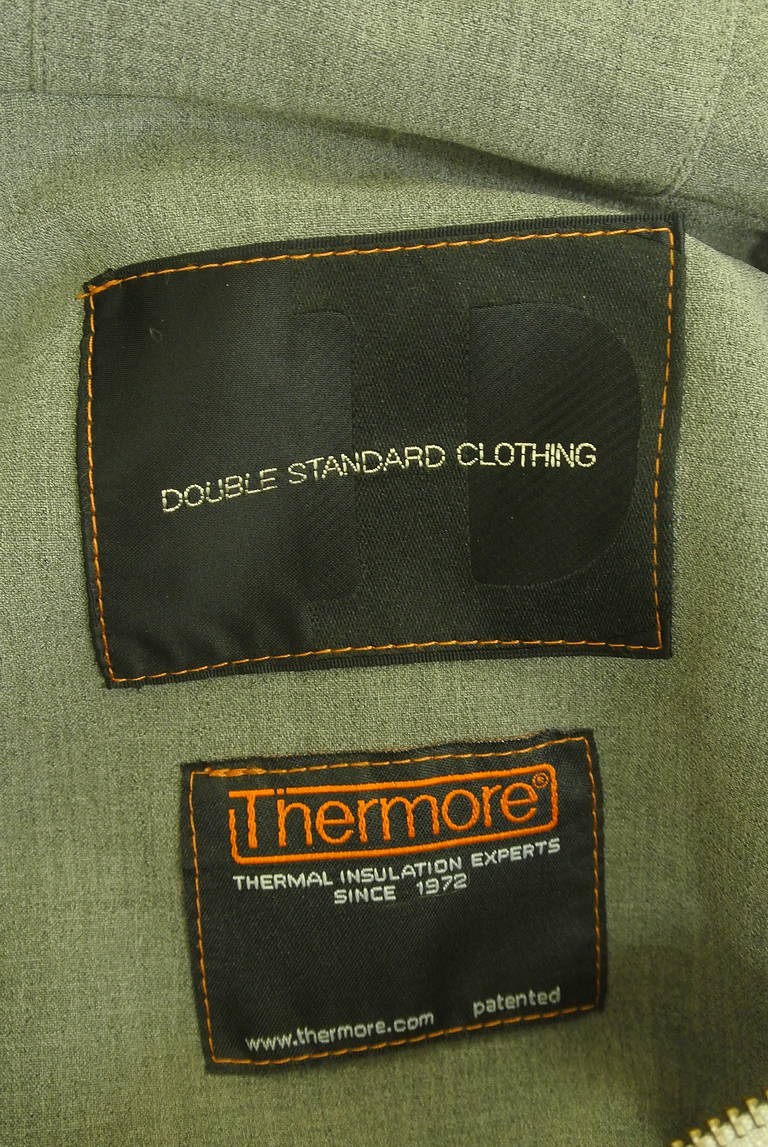 DOUBLE STANDARD CLOTHING
Thermore®
THERMAL INSULATION EXPERTS
SINCE 1972
www.thermore.com patented